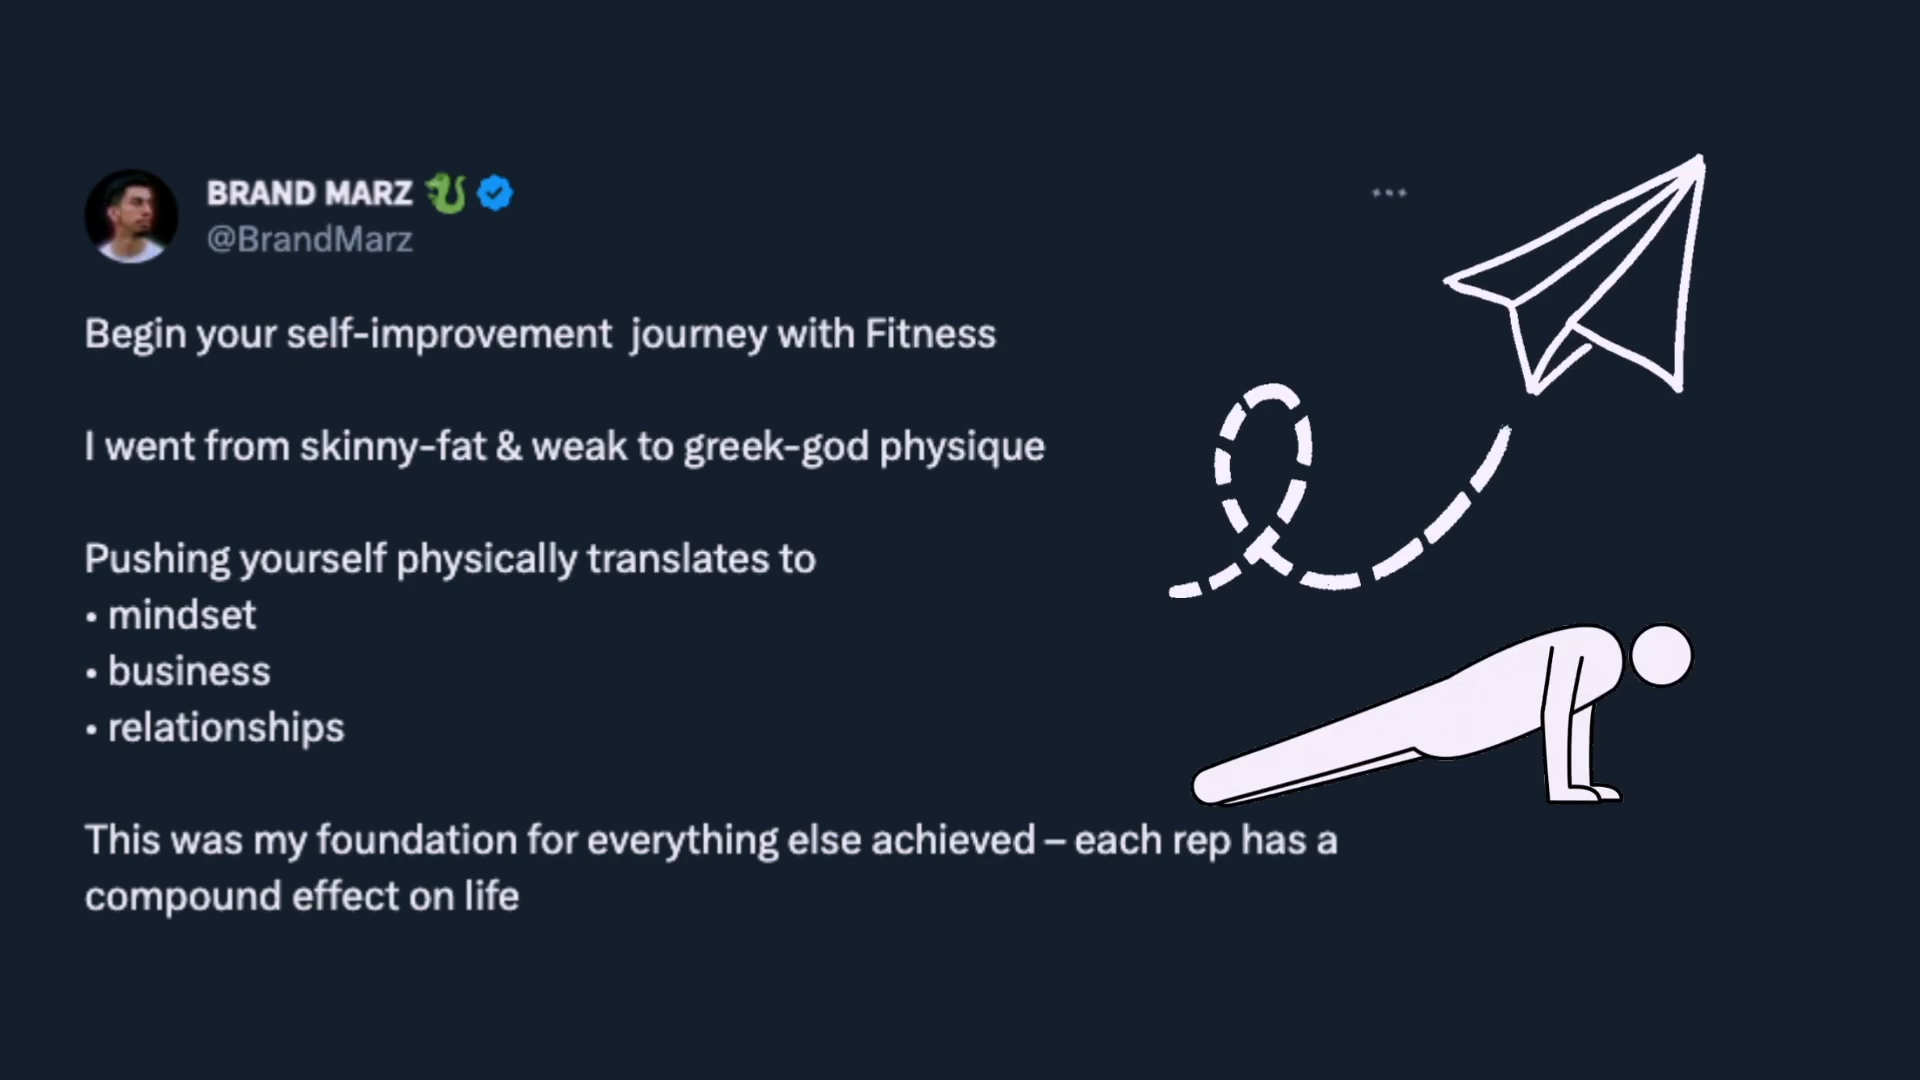 BRAND MARZ
@BrandMarz
Begin your self-improvement journey with Fitness
I went from skinny-fat & weak to greek-god physique
Pushing yourself physically translates to
• mindset
• business
• relationships
This was my foundation for everything else achieved – each rep has a
compound effect on life